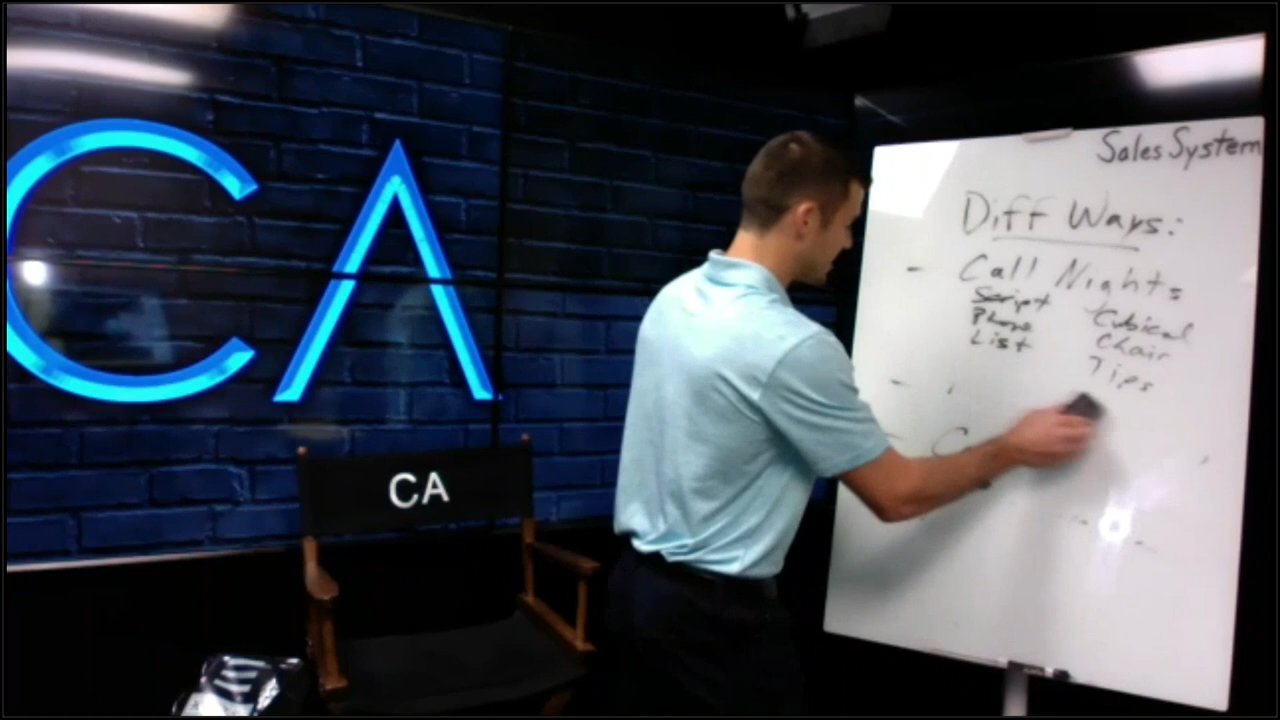 CA
CA
Sales System
Diff Ways:
- Call Nights
Script Cubical
Phone Chair
List Tips